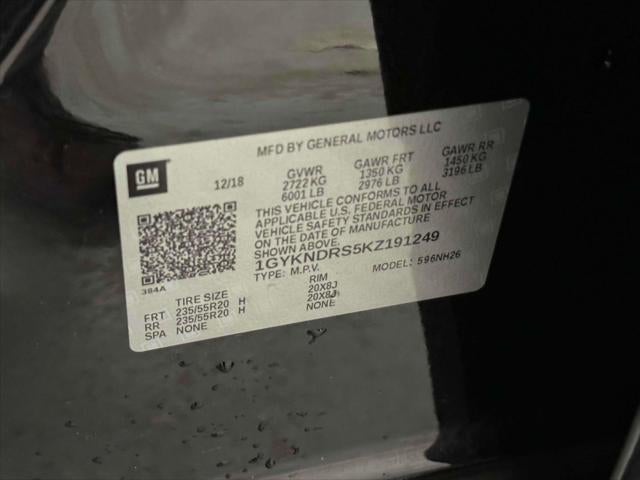 MFD BY GENERAL MOTORS LLC
GM
12/18
GVWR GAWR FRT GAWR RR
2722 KG 1350 KG 1450 KG
6001 LB 2976 LB 3196 LB
THIS VEHICLE CONFORMS TO ALL
APPLICABLE U.S. FEDERAL MOTOR
VEHICLE SAFETY STANDARDS IN EFFECT
ON THE DATE OF MANUFACTURE
SHOWN ABOVE.
1GYKNDRS5KZ191249
TYPE: M.P.V. MODEL: 596NH26
384A
TIRE SIZE RIM
FRT 235/55R20 H 20X8J
RR 235/55R20 H 20X8J
SPA NONE NONE